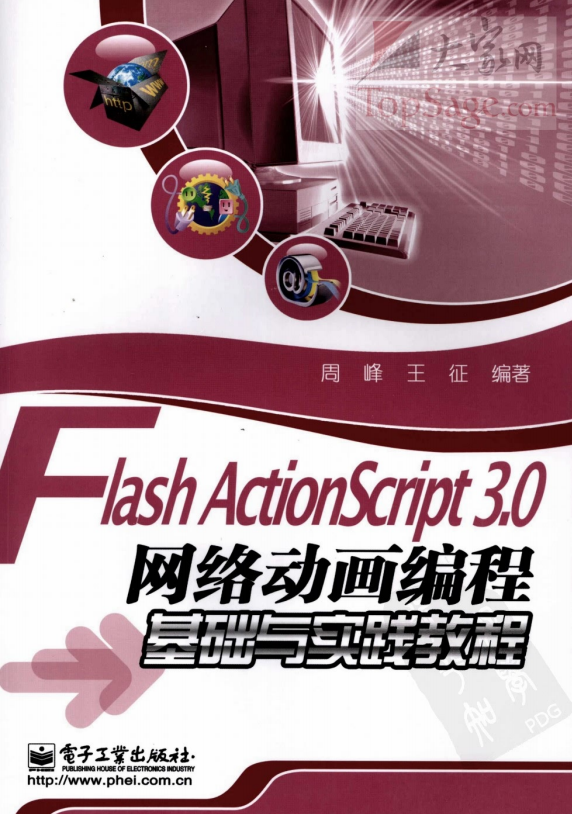 大家网
TopSage.com
http
周 峰 王 征 编著
Flash ActionScript 3.0
网络动画编程
基础与实践教程
PDG
電子工業出版社·
PUBLISHING HOUSE OF ELECTRONICS INDUSTRY
http://www.phei.com.cn